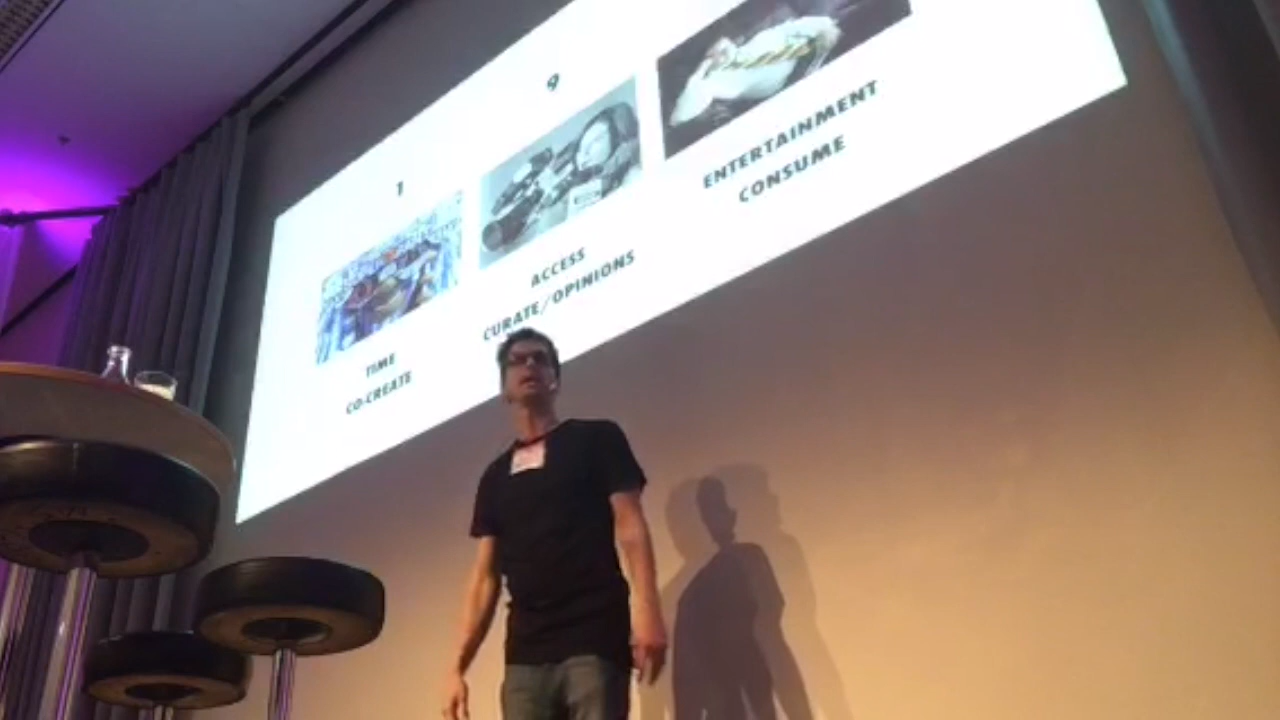 1
TIME
CO-CREATE
9
ACCESS
CURATE/OPINIONS
ENTERTAINMENT
CONSUME